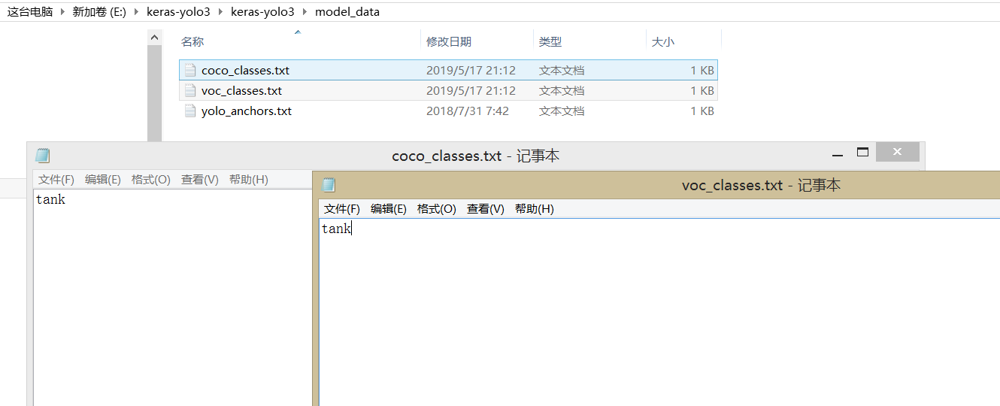 这台电脑 新加卷 (E:) keras-yolo3 keras-yolo3 model_data
名称 修改日期 类型 大小
coco_classes.txt 2019/5/17 21:12 文本文档 1 KB
voc_classes.txt 2019/5/17 21:12 文本文档 1 KB
yolo_anchors.txt 2018/7/31 7:42 文本文档 1 KB
coco_classes.txt - 记事本
文件(F) 编辑(E) 格式(O) 查看(V) 帮助(H)
tank
voc_classes.txt - 记事本
文件(F) 编辑(E) 格式(O) 查看(V) 帮助(H)
tank